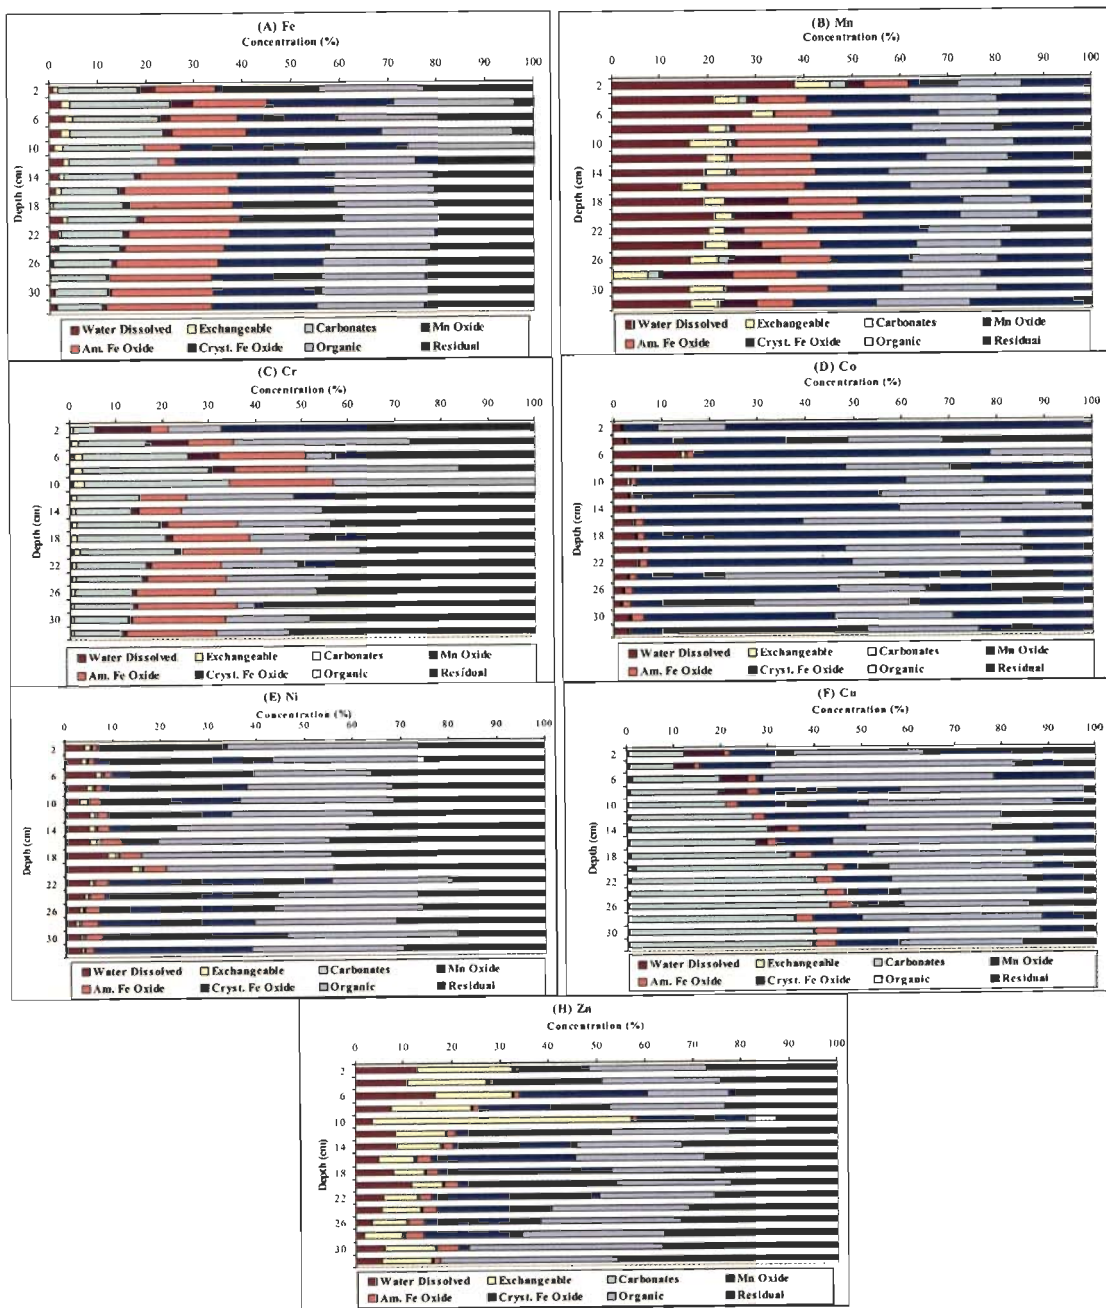 (A) Fe
Concentration (%)
0 10 20 30 40 50 60 70 80 90 100
Depth (cm)
2
6
10
14
18
22
26
30
Water Dissolved Exchangeable Carbonates Mn Oxide
Am. Fe Oxide Cryst. Fe Oxide Organic Residual
(B) Mn
Concentration (%)
0 10 20 30 40 50 60 70 80 90 100
Depth (cm)
2
6
10
14
18
22
26
30
Water Dissolved Exchangeable Carbonates Mn Oxide
Am. Fe Oxide Cryst. Fe Oxide Organic Residual
(C) Cr
Concentration (%)
0 10 20 30 40 50 60 70 80 90 100
Depth (cm)
2
6
10
14
18
22
26
30
Water Dissolved Exchangeable Carbonates Mn Oxide
Am. Fe Oxide Cryst. Fe Oxide Organic Residual
(D) Co
Concentration (%)
0 10 20 30 40 50 60 70 80 90 100
Depth (cm)
2
6
10
14
18
22
26
30
Water Dissolved Exchangeable Carbonates Mn Oxide
Am. Fe Oxide Cryst. Fe Oxide Organic Residual
(E) Ni
Concentration (%)
0 10 20 30 40 50 60 70 80 90 100
Depth (cm)
2
6
10
14
18
22
26
30
Water Dissolved Exchangeable Carbonates Mn Oxide
Am. Fe Oxide Cryst. Fe Oxide Organic Residual
(F) Cu
Concentration (%)
0 10 20 30 40 50 60 70 80 90 100
Depth (cm)
2
6
10
14
18
22
26
30
Water Dissolved Exchangeable Carbonates Mn Oxide
Am. Fe Oxide Cryst. Fe Oxide Organic Residual
(H) Zn
Concentration (%)
0 10 20 30 40 50 60 70 80 90 100
Depth (cm)
2
6
10
14
18
22
26
30
Water Dissolved Exchangeable Carbonates Mn Oxide
Am. Fe Oxide Cryst. Fe Oxide Organic Residual